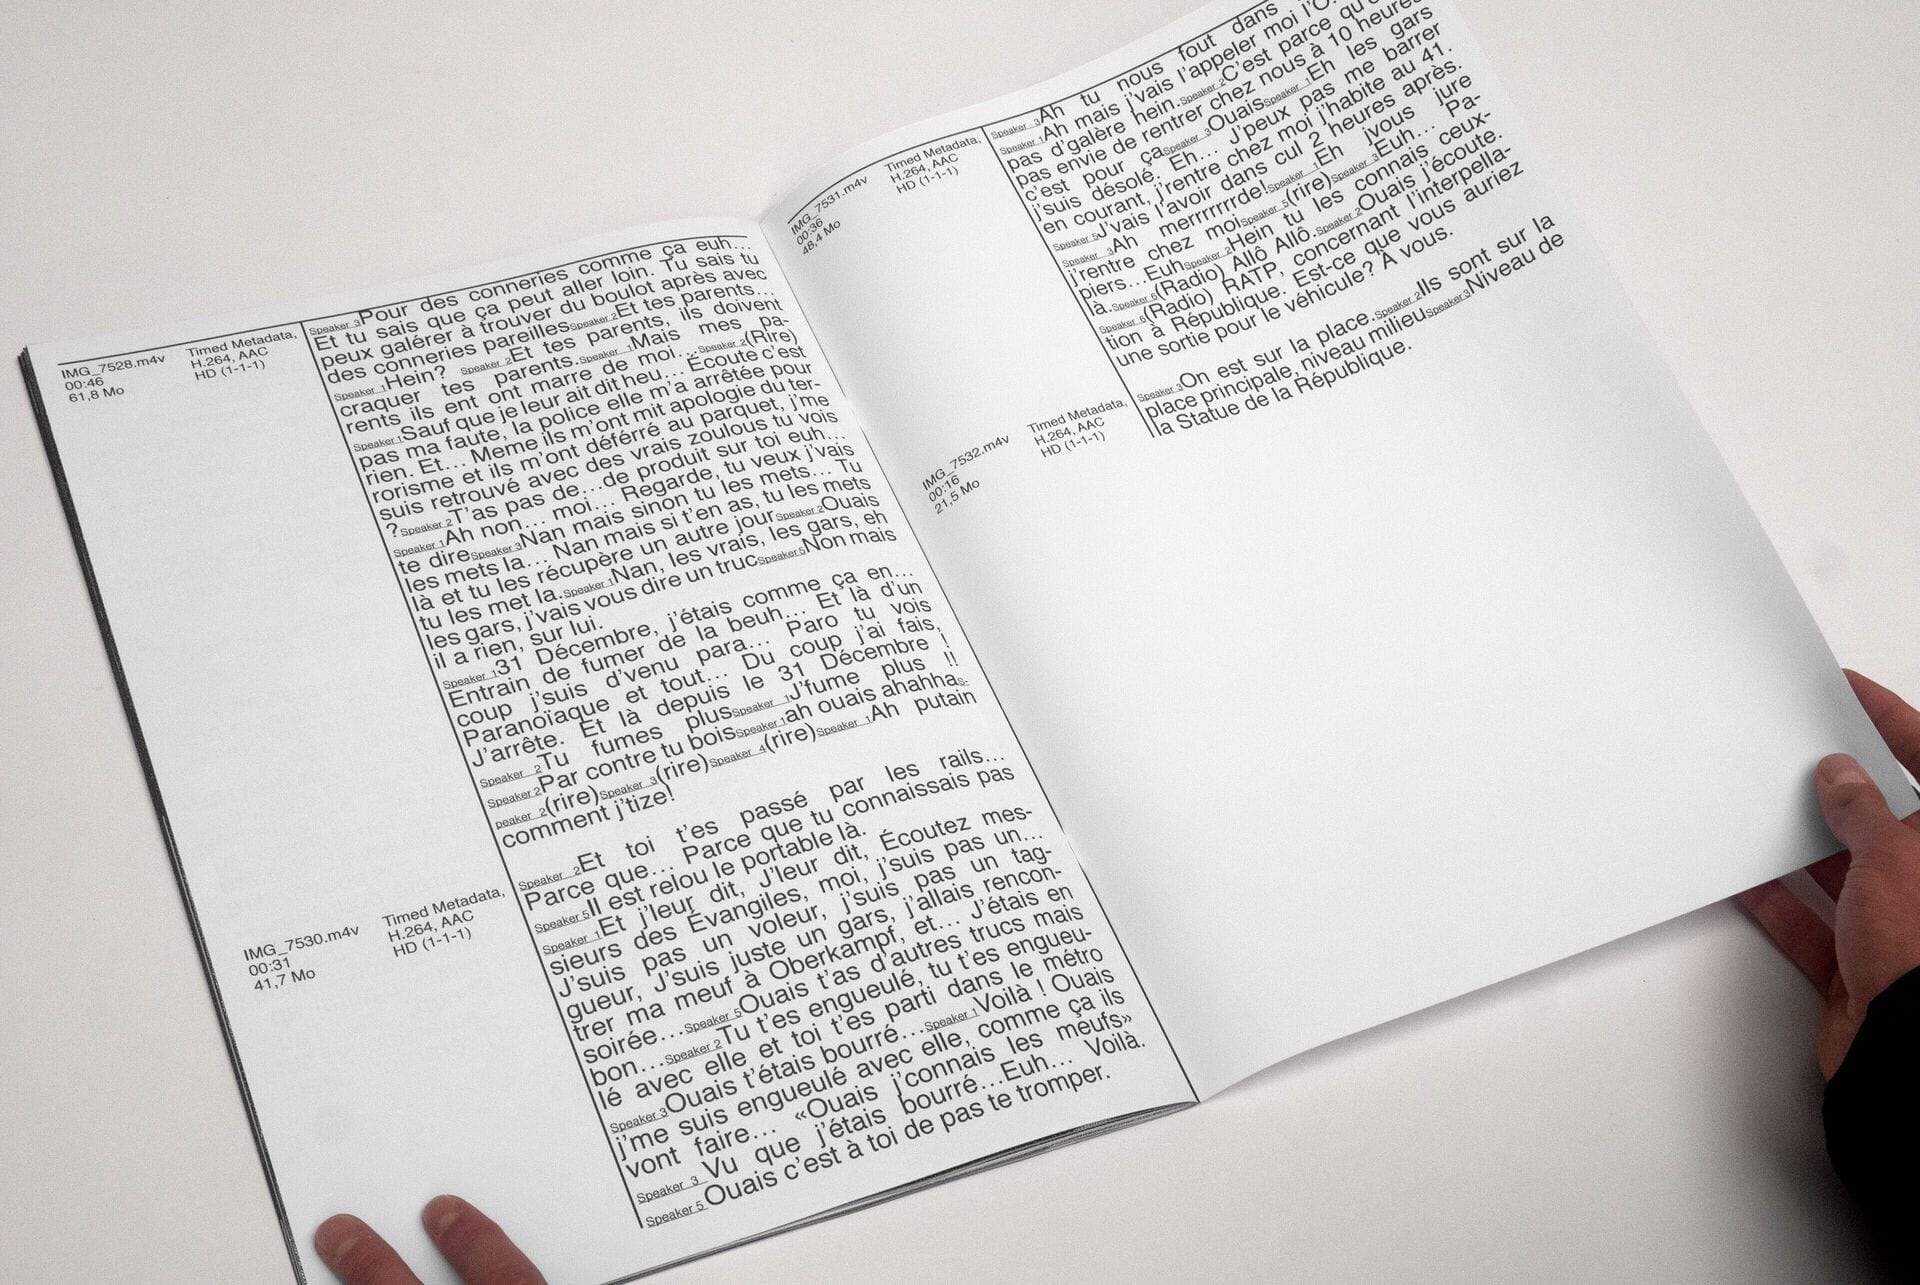 IMG_7528.m4v
00:46
61,8 Mo
Timed Metadata,
H.264, AAC
HD (1-1-1)
Speaker 3Pour des conneries comme ça euh…
Et tu sais que ça peut aller loin. Tu sais tu
peux galérer à trouver du boulot après avec
des conneries pareillesSpeaker 2Et tes parents…
Speaker 1Hein? Speaker 2Et tes parents, ils doivent
craquer tes parents.Speaker 1Mais mes pa-
rents ils ent ont marre de moi…Speaker 2(Rire)
Speaker 1Sauf que je leur ait dit heu… Écoute c'est
pas ma faute, la police elle m'a arrêtée pour
rien. Et… Meme ils m'ont mit apologie du ter-
rorisme et ils m'ont déférré au parquet, j'me
suis retrouvé avec des vrais zoulous tu vois
?Speaker 2T'as pas de…de produit sur toi euh…
Speaker 1Ah non… moi… Regarde, tu veux j'vais
te direSpeaker 3Nan mais sinon tu les mets… Tu
les mets la… Nan mais si t'en as, tu les mets
là et tu les récupère un autre jourSpeaker 2Ouais
tu les met la.Speaker 1Nan, les vrais, les gars, eh
les gars, j'vais vous dire un trucSpeaker 5Non mais
il a rien, sur lui.
Speaker 131 Décembre, j'étais comme ça en…
Entrain de fumer de la beuh… Et là d'un
coup j'suis d'venu para… Paro tu vois
Paranoïaque et tout… Du coup j'ai fais,
J'arrête. Et là depuis le 31 Décembre !
Speaker 2Tu fumes plusSpeaker 1J'fume plus !!
Speaker 2Par contre tu boisSpeaker 1ah ouais ahahhaS-
peaker 2(rire)Speaker 3(rire)Speaker 4(rire)Speaker 1Ah putain
comment j'tize!
IMG_7530.m4v
00:31
41,7 Mo
Timed Metadata,
H.264, AAC
HD (1-1-1)
Speaker 2Et toi t'es passé par les rails…
Parce que… Parce que tu connaissais pas
Speaker 5Il est relou le portable là.
Speaker 1Et j'leur dit, J'leur dit, Écoutez mes-
sieurs des Évangiles, moi, j'suis pas un…
J'suis pas un voleur, j'suis pas un tag-
gueur, J'suis juste un gars, j'allais rencon-
trer ma meuf à Oberkampf, et… J'étais en
soirée…Speaker 5Ouais t'as d'autres trucs mais
bon…Speaker 2Tu t'es engueulé, tu t'es engueu-
lé avec elle et toi t'es parti dans le métro
Speaker 3Ouais t'étais bourré…Speaker 1Voilà ! Ouais
j'me suis engueulé avec elle, comme ça ils
vont faire… «Ouais j'connais les meufs»
Speaker 3 Vu que j'étais bourré…Euh… Voilà.
Speaker 5Ouais c'est à toi de pas te tromper.
IMG_7531.m4v
00:36
48,4 Mo
Timed Metadata,
H.264, AAC
HD (1-1-1)
Speaker 3Ah tu nous fout dans
Speaker 1Ah mais j'vais l'appeler moi
pas d'galère hein.Speaker 2C'est parce
pas envie de rentrer chez nous à 10 heures
c'est pour çaSpeaker 3OuaisSpeaker 1Eh les gars
j'suis désolé. Eh… J'peux pas me barrer
en courant, j'rentre chez moi j'habite au 41.
Speaker 5J'vais l'avoir dans cul 2 heures après.
Speaker 3Ah merrrrrrde!Speaker 1Eh jvous jure
j'rentre chez moiSpeaker 5(rire)Speaker 3Euh… Pa-
piers…EuhSpeaker 2Hein tu les connais ceux-
là.Speaker 6(Radio) Allô Allô.Speaker 2Ouais j'écoute.
Speaker 6(Radio) RATP, concernant l'interpella-
tion à République. Est-ce que vous auriez
une sortie pour le véhicule? À vous.
IMG_7532.m4v
00:16
21,5 Mo
Timed Metadata,
H.264, AAC
HD (1-1-1)
Speaker 3On est sur la place.Speaker 2Ils sont sur la
place principale, niveau milieuSpeaker3Niveau de
la Statue de la République.